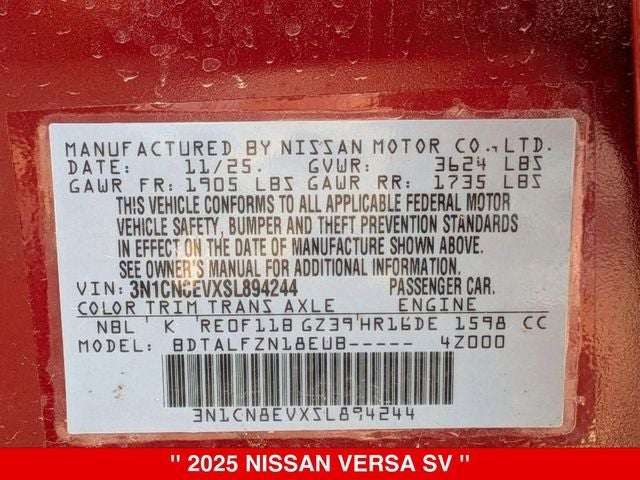 MANUFACTURED BY NISSAN MOTOR CO., LTD.
DATE: 11/25. GVWR: 3624 LBS
GAWR FR: 1905 LBS GAWR RR: 1735 LBS
THIS VEHICLE CONFORMS TO ALL APPLICABLE FEDERAL MOTOR
VEHICLE SAFETY, BUMPER AND THEFT PREVENTION STANDARDS
IN EFFECT ON THE DATE OF MANUFACTURE SHOWN ABOVE.
SEE OWNER'S MANUAL FOR ADDITIONAL INFORMATION.
VIN: 3N1CN8EVXSL894244 PASSENGER CAR.
COLOR TRIM TRANS AXLE ENGINE
NBL K RE0F11B GZ39 HR16DE 1598 CC
MODEL: BDTALFZN18EUB----- 4Z000
3N1CN8EVXSL894244
" 2025 NISSAN VERSA SV "